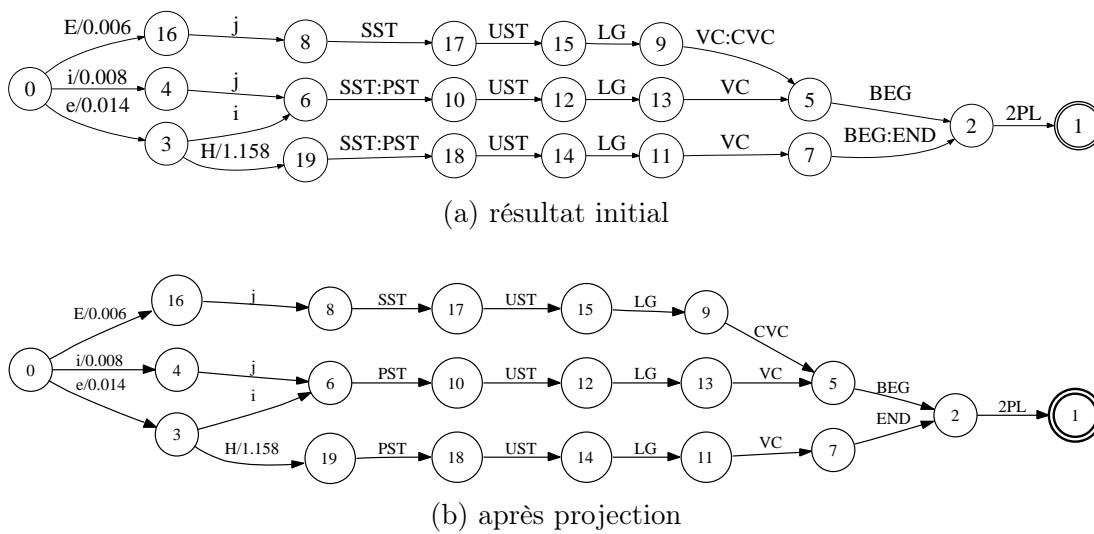 E/0.006 16 j 8 SST 17 UST 15 LG 9 VC:CVC
0 i/0.008 4 j 6 SST:PST 10 UST 12 LG 13 VC 5 BEG 2 2PL 1
e/0.014 3 i
H/1.158 19 SST:PST 18 UST 14 LG 11 VC 7 BEG:END
(a) résultat initial
E/0.006 16 j 8 SST 17 UST 15 LG 9 CVC
0 i/0.008 4 j 6 PST 10 UST 12 LG 13 VC 5 BEG 2 2PL 1
e/0.014 3 i
H/1.158 19 PST 18 UST 14 LG 11 VC 7 END
(b) après projection